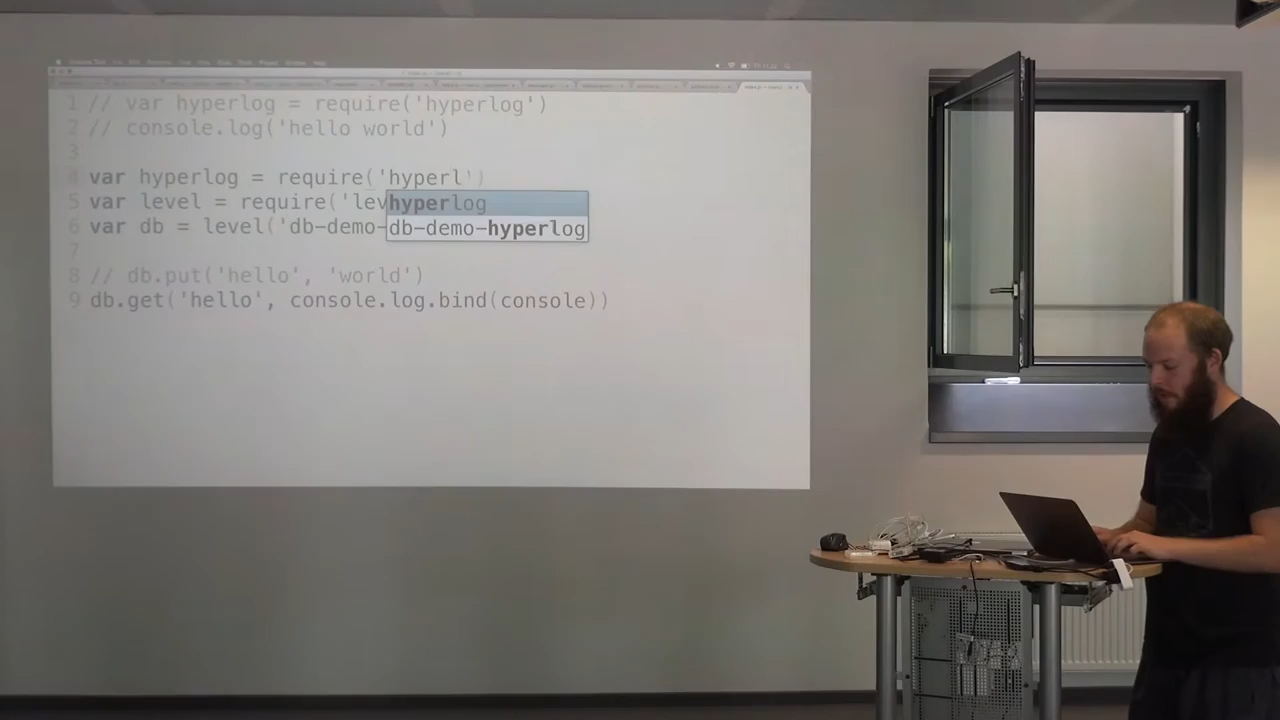 1 // var hyperlog = require('hyperlog')
2 // console.log('hello world')
3
4 var hyperlog = require('hyperl')
5 var level = require('lev
hyperlog
6 var db = level('db-demo-
db-demo-hyperlog
7
8 // db.put('hello', 'world')
9 db.get('hello', console.log.bind(console))